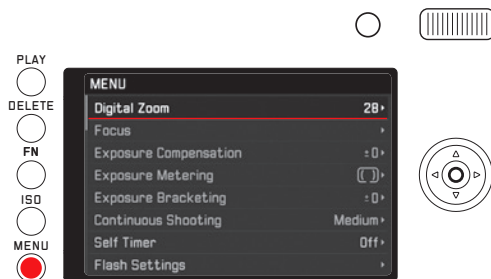 PLAY
DELETE
FN
ISO
MENU
MENU
Digital Zoom 28
Focus
Exposure Compensation ±0
Exposure Metering
Exposure Bracketing ±0
Continuous Shooting Medium
Self Timer Off
Flash Settings